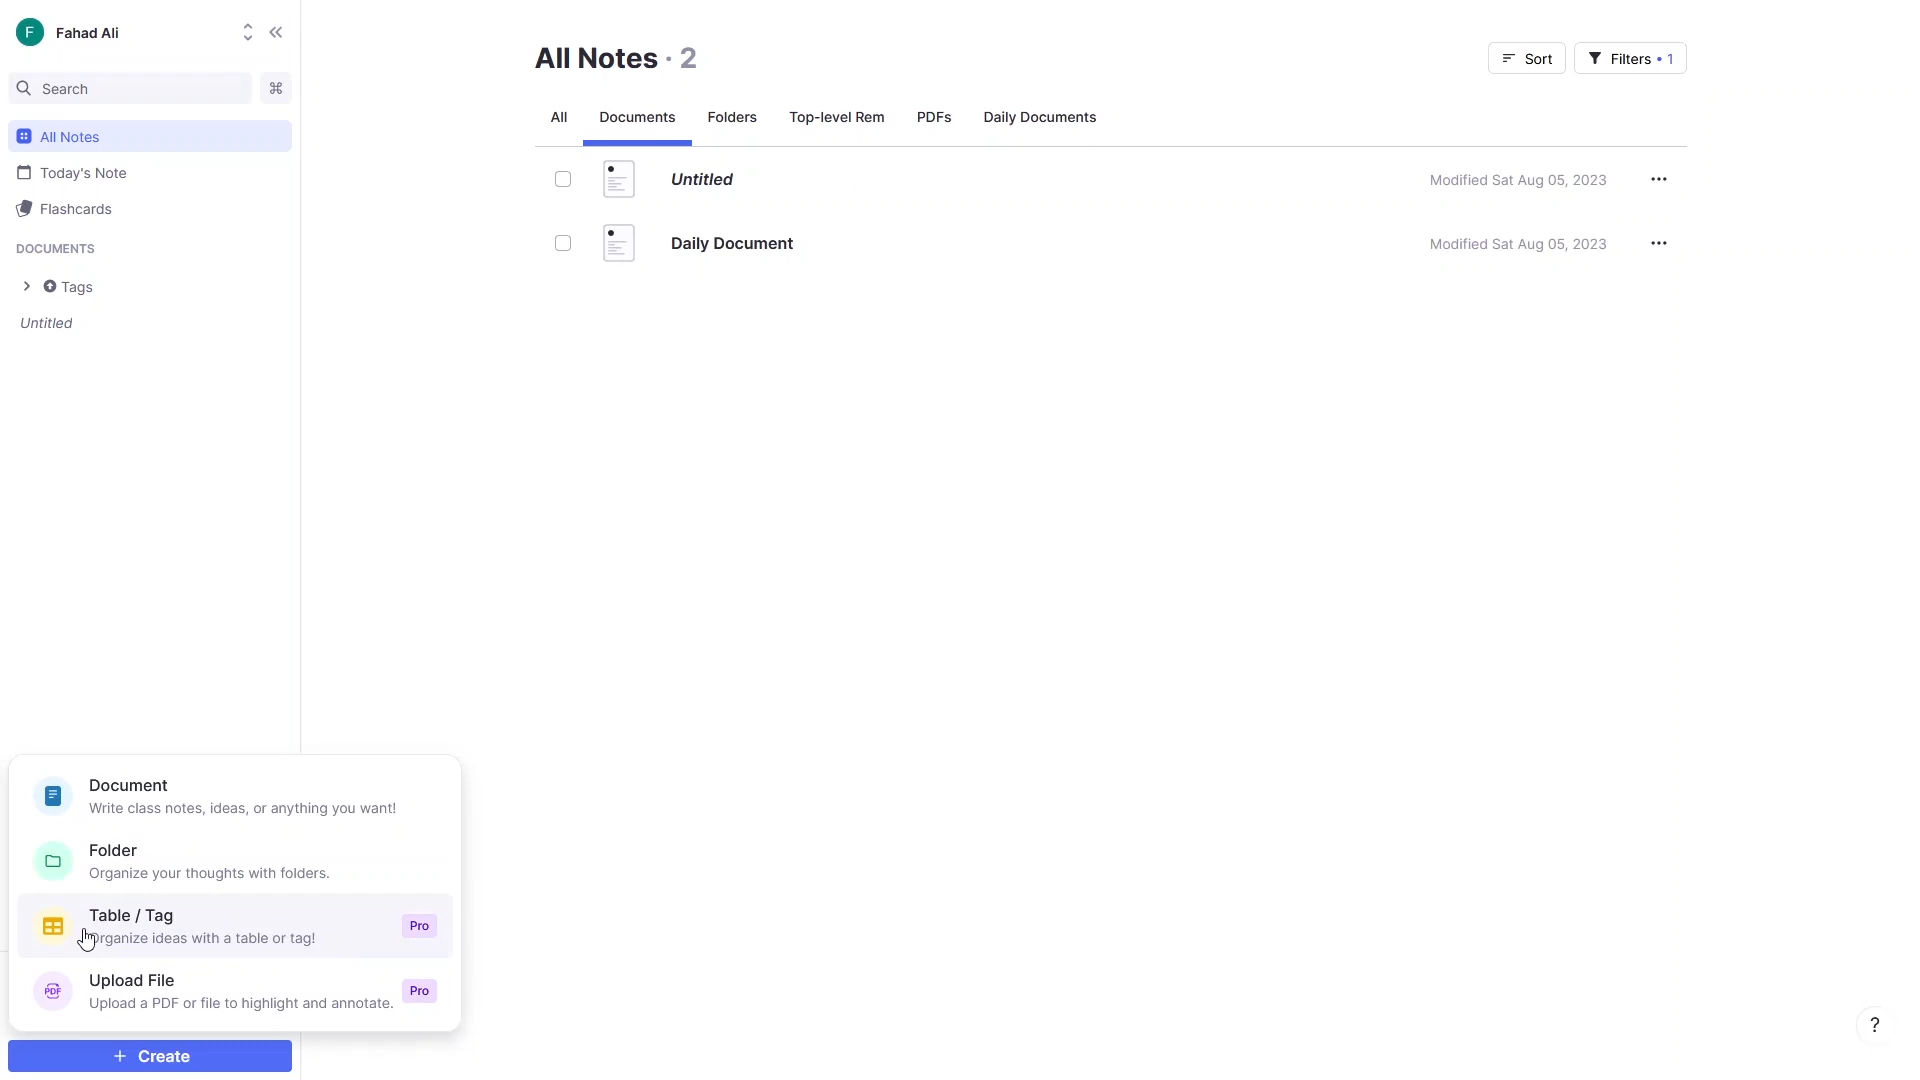 F Fahad Ali
Search
All Notes
Today's Note
Flashcards
DOCUMENTS
Tags
Untitled
All Notes · 2
Sort
Filters • 1
All Documents Folders Top-level Rem PDFs Daily Documents
Untitled Modified Sat Aug 05, 2023
Daily Document Modified Sat Aug 05, 2023
Document
Write class notes, ideas, or anything you want!
Folder
Organize your thoughts with folders.
Table / Tag
Organize ideas with a table or tag!
Pro
PDF
Upload File
Upload a PDF or file to highlight and annotate.
Pro
+ Create
?